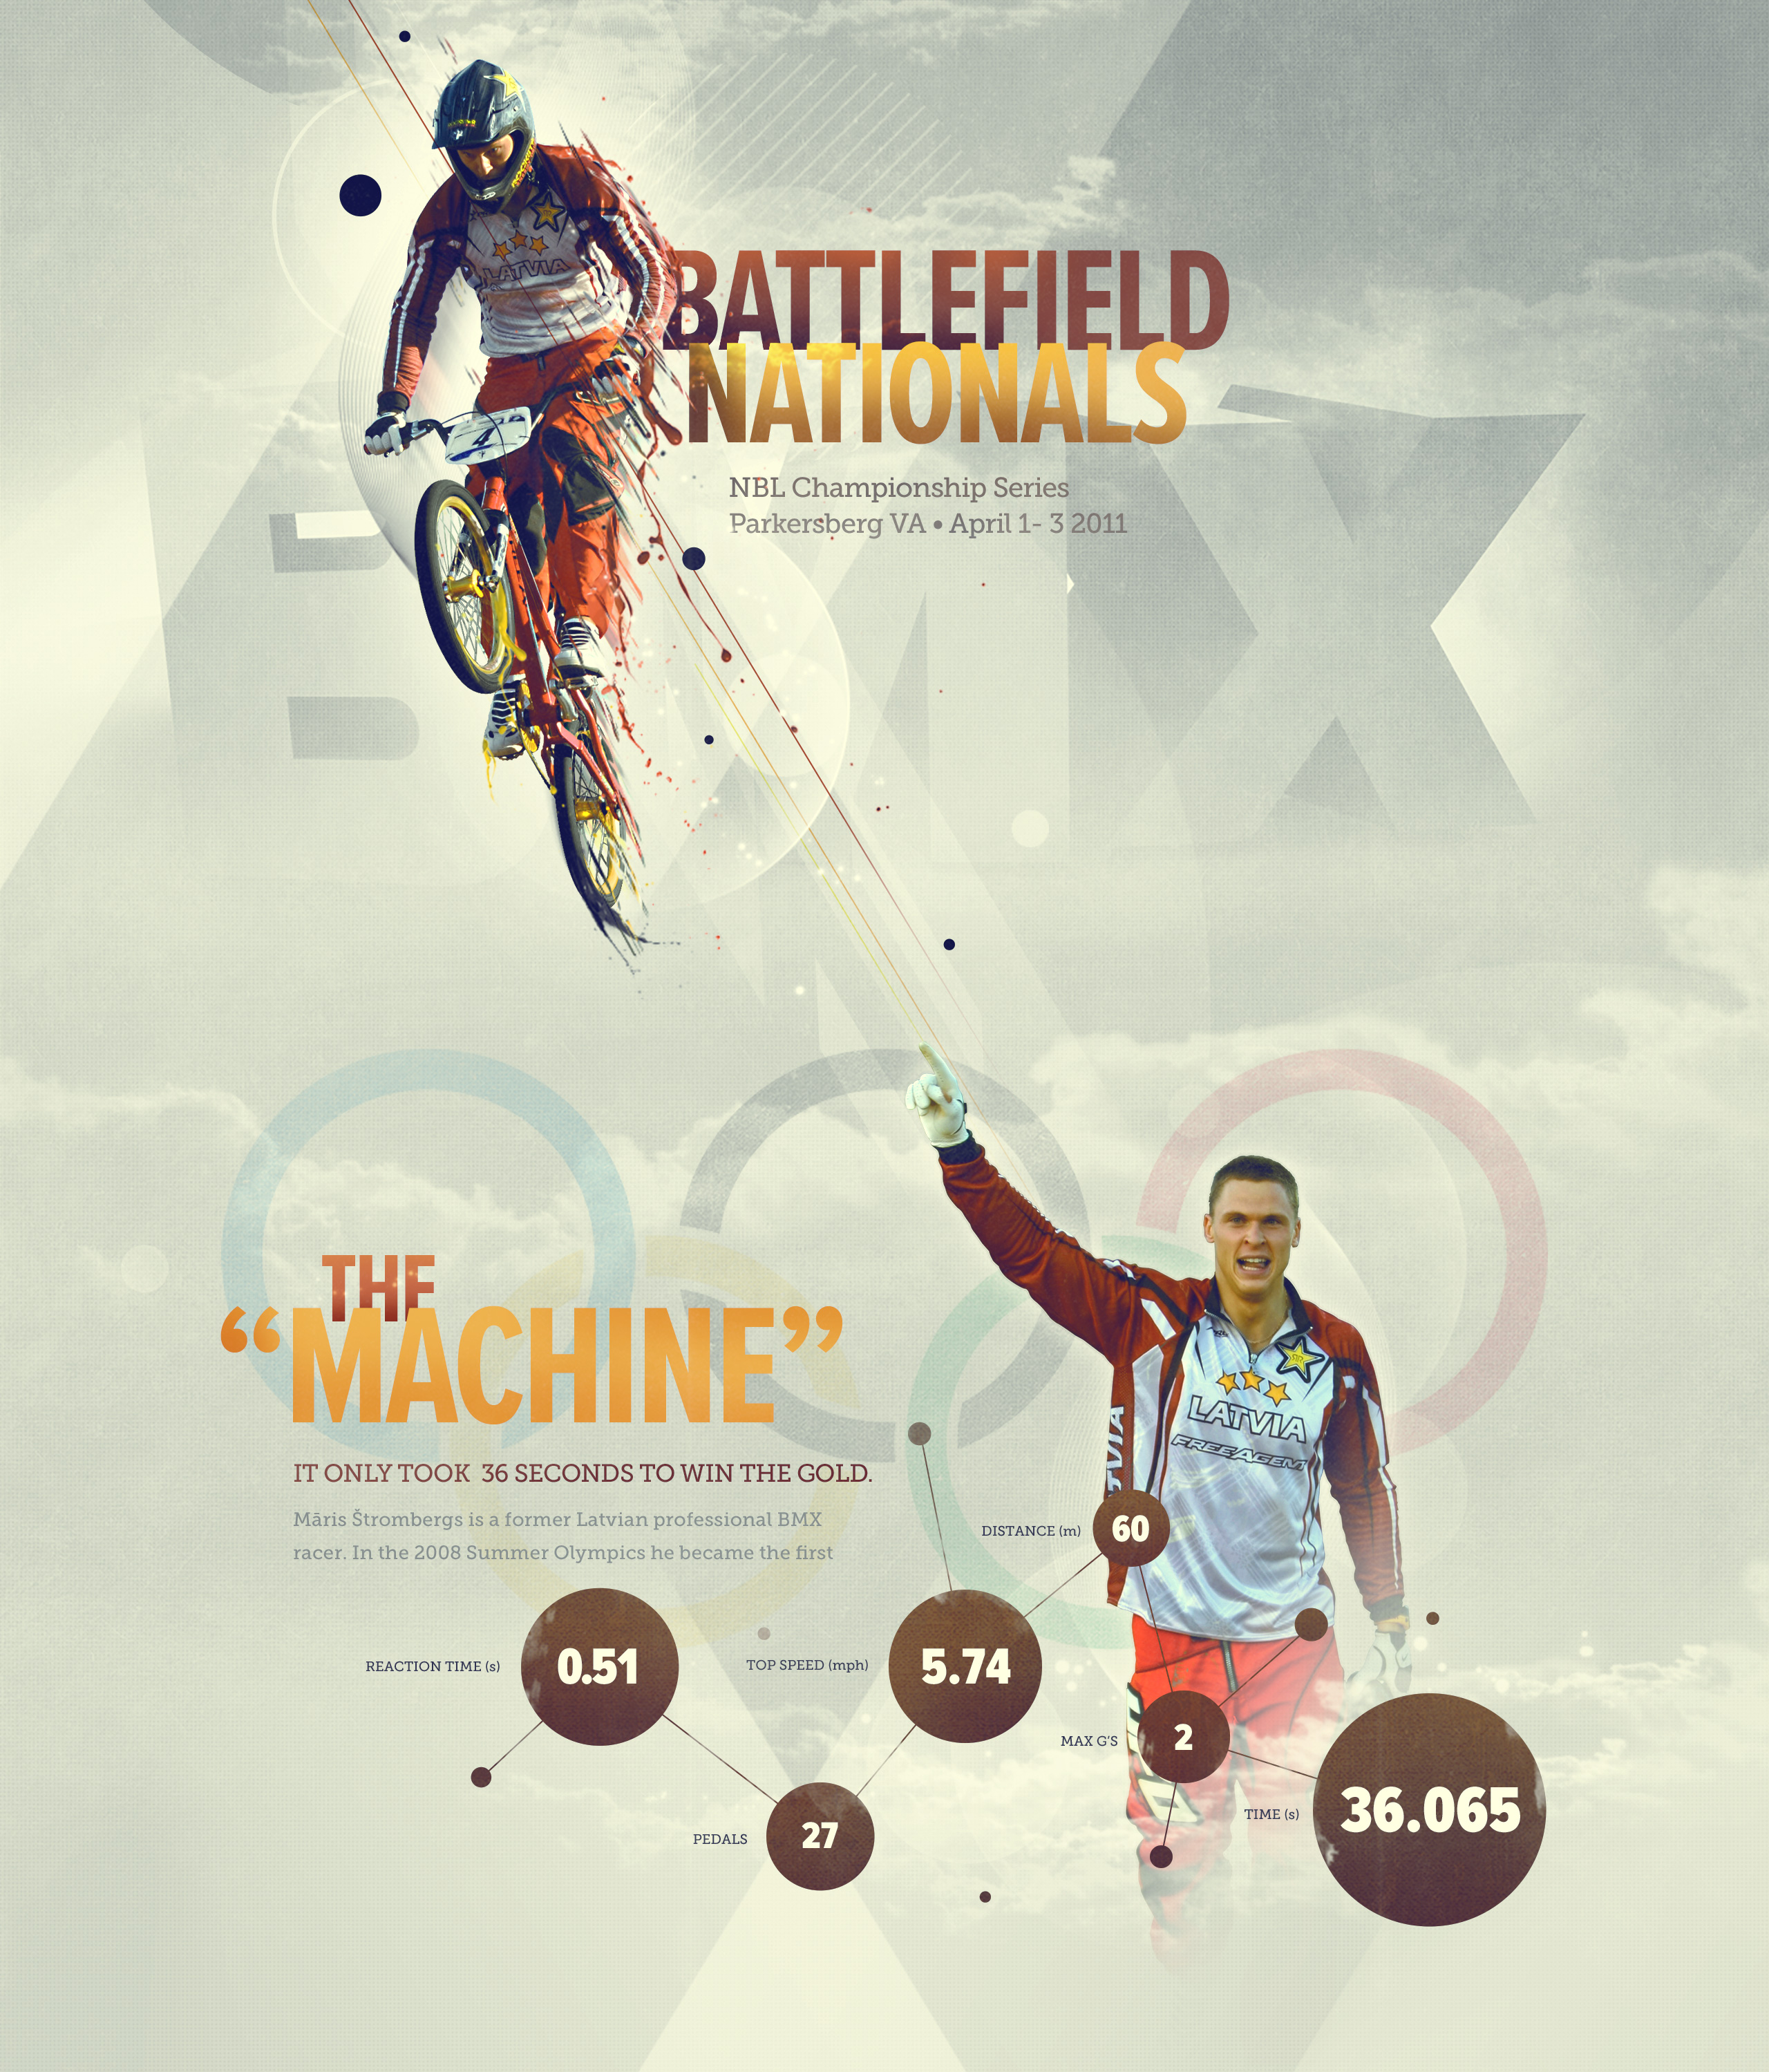 LATVIA
4
BATTLEFIELD
NATIONALS
NBL Championship Series
Parkersberg VA • April 1- 3 2011
BMX
THE
“MACHINE”
IT ONLY TOOK 36 SECONDS TO WIN THE GOLD.
Māris Štrombergs is a former Latvian professional BMX
racer. In the 2008 Summer Olympics he became the first
LATVIA
FREEAGENT
DISTANCE (m)
60
REACTION TIME (s)
0.51
TOP SPEED (mph)
5.74
MAX G'S
2
TIME (s)
36.065
PEDALS
27